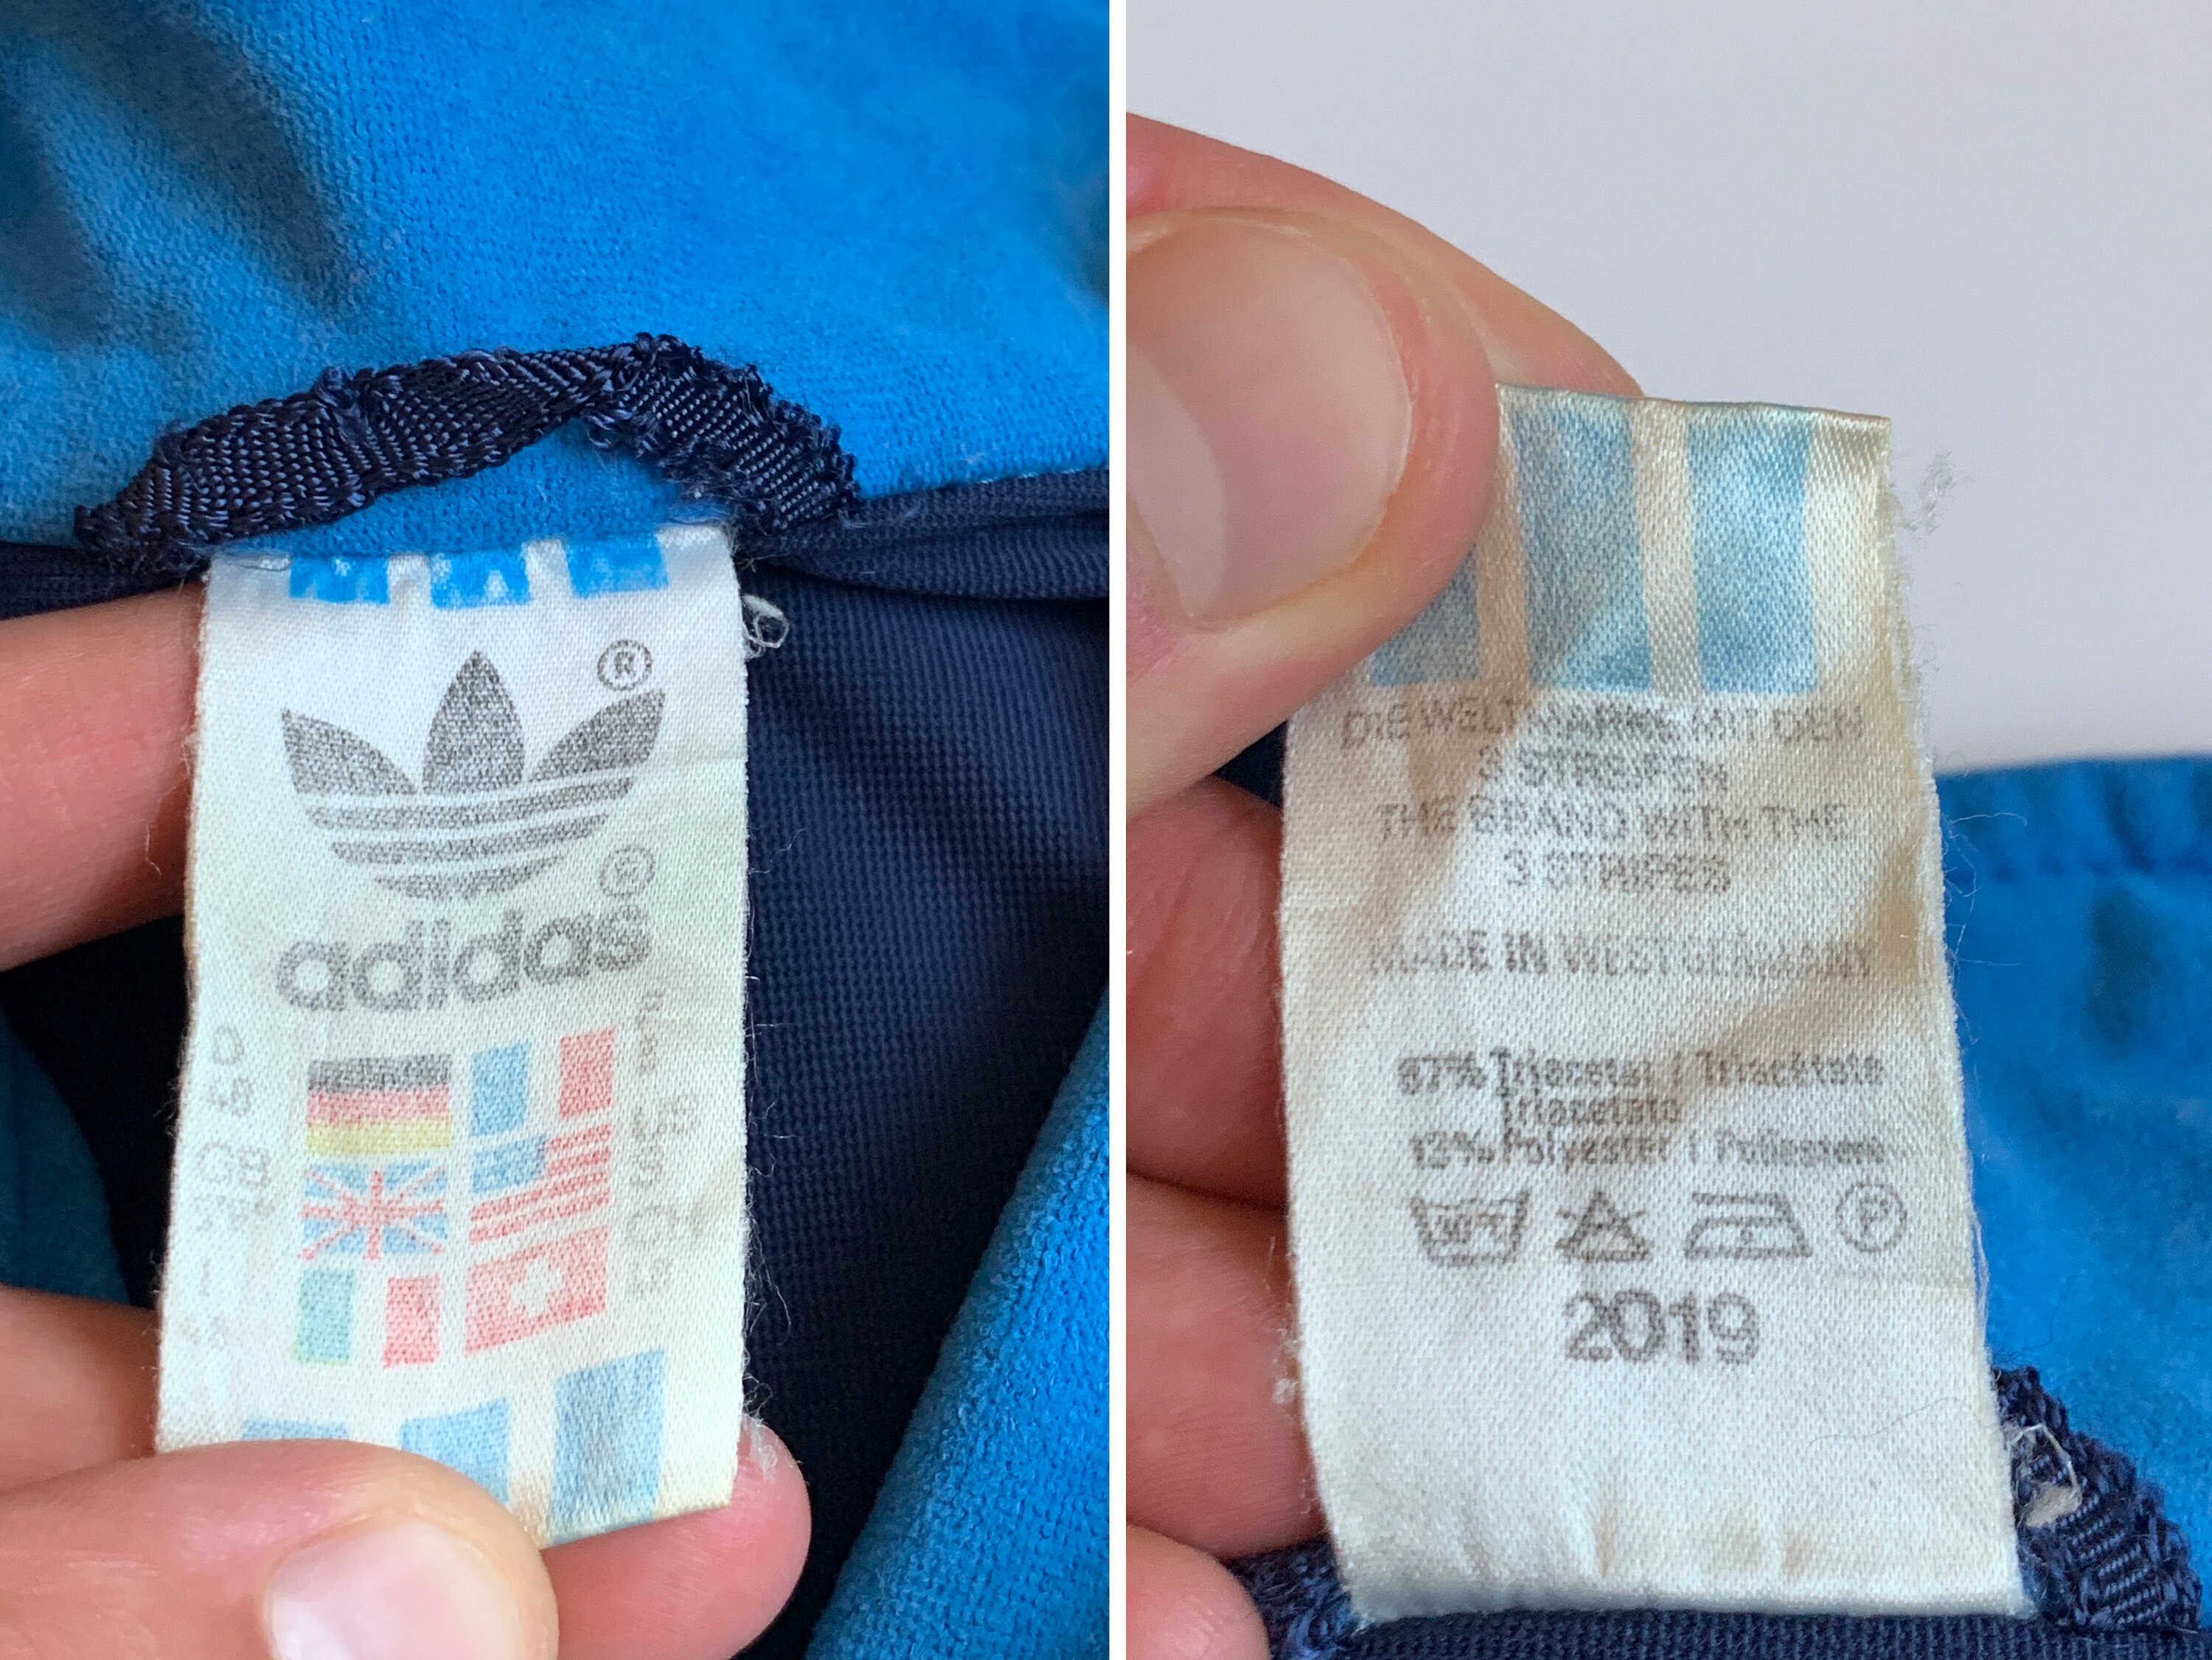 ®
®
adidas
D
GB
DIE WELTMARKE MIT DEN
3 STREIFEN
THE BRAND WITH THE
3 STRIPES
MADE IN WEST GERMANY
Triacetat / Triacétate
Triacetato
Polyester / Poliestere
P
2019